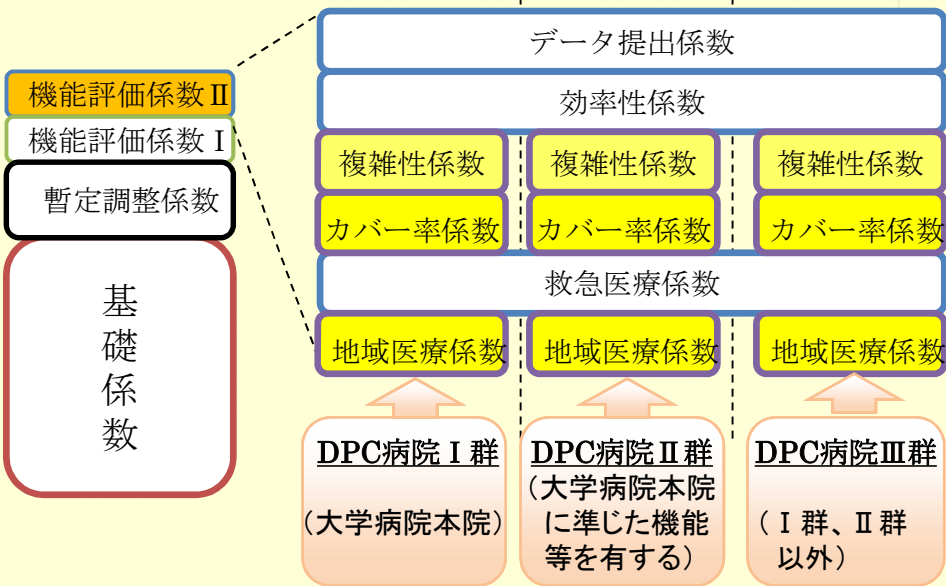 機能評価係数Ⅱ
機能評価係数Ⅰ
暫定調整係数
基
礎
係
数
データ提出係数
効率性係数
複雑性係数
複雑性係数
複雑性係数
カバー率係数
カバー率係数
カバー率係数
救急医療係数
地域医療係数
地域医療係数
地域医療係数
DPC病院Ⅰ群
(大学病院本院)
DPC病院Ⅱ群
(大学病院本院
に準じた機能
等を有する)
DPC病院Ⅲ群
(Ⅰ群、Ⅱ群
以外)